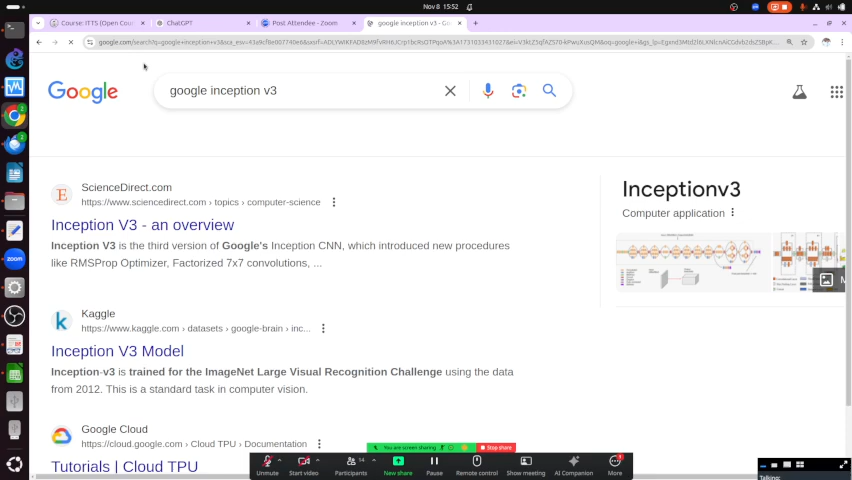 Nov 8 15:52
Course: ITTS (Open Cou
ChatGPT
Post Attendee - Zoom
google inception v3 - Go
Google
google inception v3
ScienceDirect.com
https://www.sciencedirect.com › topics › computer-science
Inception V3 - an overview
Inception V3 is the third version of Google's Inception CNN, which introduced new procedures
like RMSProp Optimizer, Factorized 7x7 convolutions, ...
Inceptionv3
Computer application
M
Kaggle
https://www.kaggle.com › datasets › google-brain › inc...
Inception V3 Model
Inception-v3 is trained for the ImageNet Large Visual Recognition Challenge using the data
from 2012. This is a standard task in computer vision.
Google Cloud
https://cloud.google.com › Cloud TPU › Documentation
Tutorials | Cloud TPU
You are screen sharing
Stop share
Unmute
Start video
Participants
14
New share
Pause
Remote control
Show meeting
AI Companion
More
Talking:
zoom